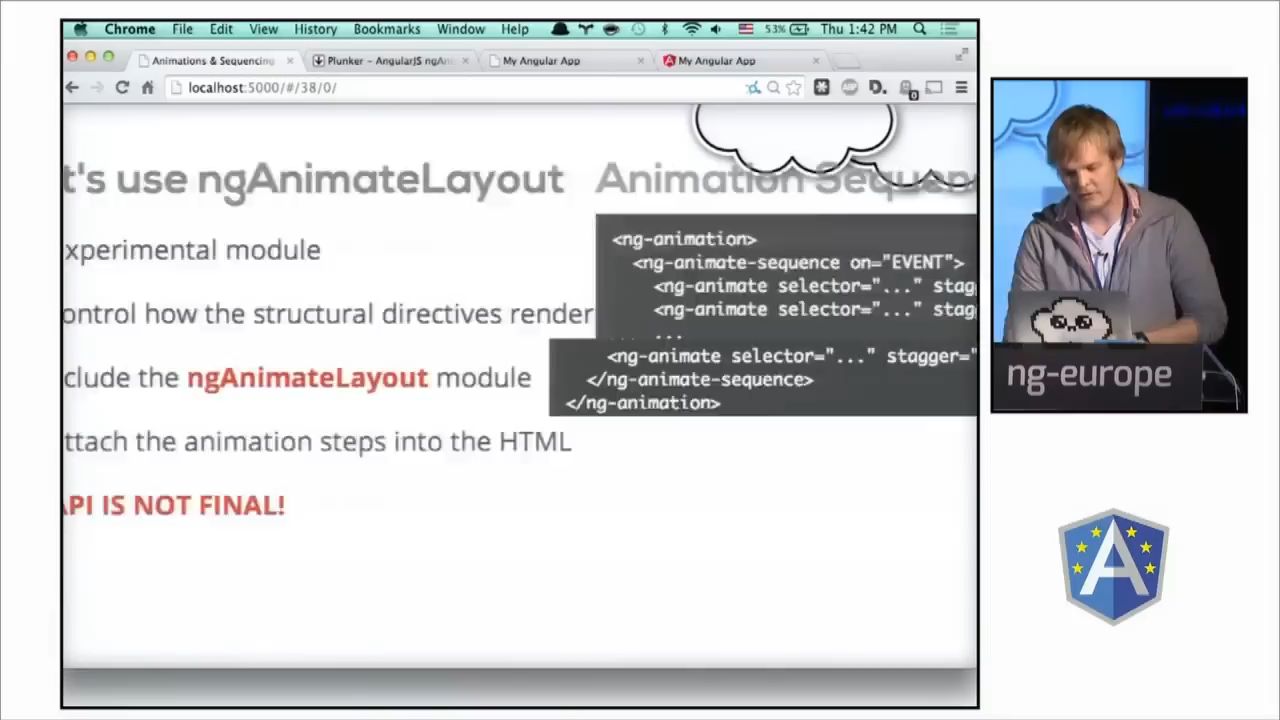 Chrome File Edit View History Bookmarks Window Help 53% Thu 1:42 PM
Animations & Sequencing Plunker - AngularJS ngAni My Angular App My Angular App
localhost:5000/#/38/0/
t's use ngAnimateLayout Animation Sequen
xperimental module
ontrol how the structural directives render
clude the ngAnimateLayout module
ttach the animation steps into the HTML
API IS NOT FINAL!
<ng-animation>
<ng-animate-sequence on="EVENT">
<ng-animate selector="..." stag
<ng-animate selector="..." stag
...
<ng-animate selector="..." stagger="
</ng-animate-sequence>
</ng-animation>
ng-europe
A